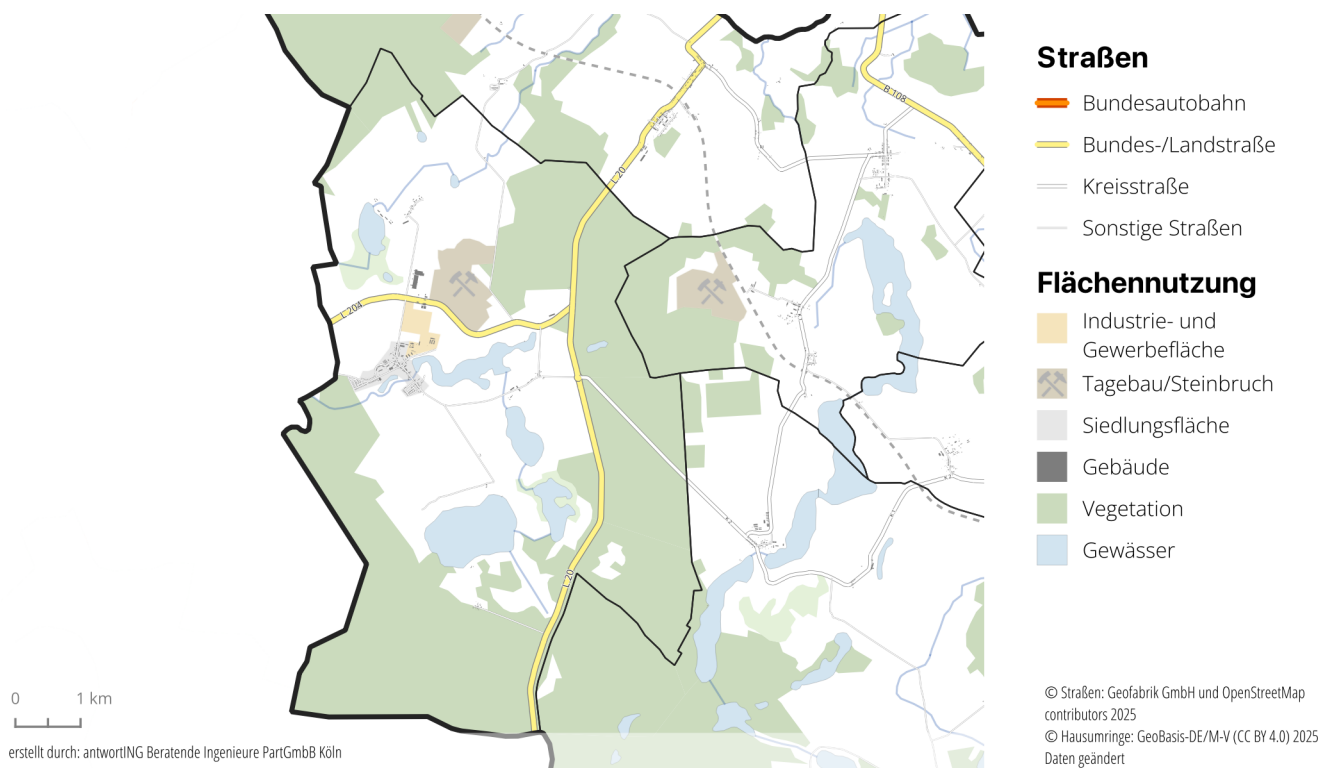 B 108
L 20
L 204
L 20
0 1 km
erstellt durch: antwortING Beratende Ingenieure PartGmbB Köln
Straßen
Bundesautobahn
Bundes-/Landstraße
Kreisstraße
Sonstige Straßen
Flächennutzung
Industrie- und
Gewerbefläche
Tagebau/Steinbruch
Siedlungsfläche
Gebäude
Vegetation
Gewässer
© Straßen: Geofabrik GmbH und OpenStreetMap
contributors 2025
© Hausumringe: GeoBasis-DE/M-V (CC BY 4.0) 2025
Daten geändert